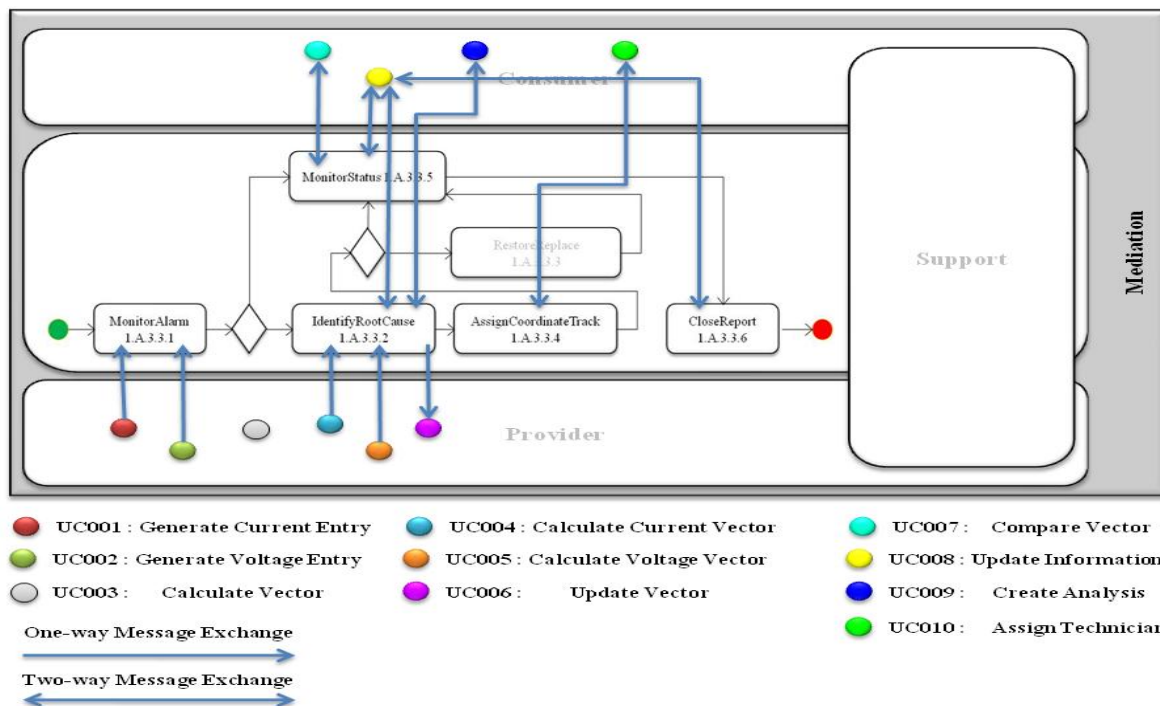 Consumer
MonitorStatus 1.A.3.3.5
RestoreReplace
1.A.3.3.3
Support
Mediation
MonitorAlarm
1.A.3.3.1
IdentifyRootCause
1.A.3.3.2
AssignCoordinateTrack
1.A.3.3.4
CloseReport
1.A.3.3.6
Provider
UC001 : Generate Current Entry
UC004 : Calculate Current Vector
UC007 : Compare Vector
UC002 : Generate Voltage Entry
UC005 : Calculate Voltage Vector
UC008 : Update Information
UC003 : Calculate Vector
UC006 : Update Vector
UC009 : Create Analysis
UC010 : Assign Technician
One-way Message Exchange
Two-way Message Exchange